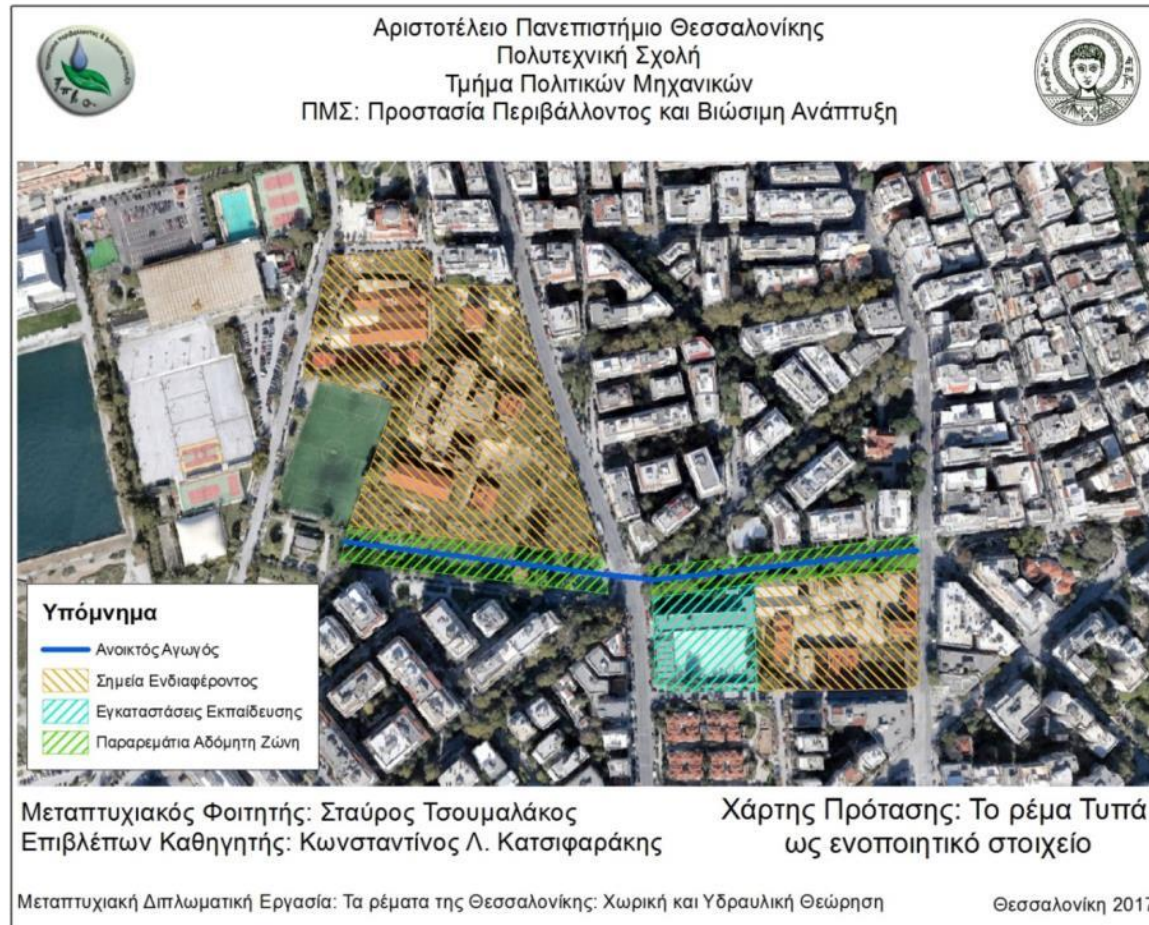 Αριστοτέλειο Πανεπιστήμιο Θεσσαλονίκης
Πολυτεχνική Σχολή
Τμήμα Πολιτικών Μηχανικών
ΠΜΣ: Προστασία Περιβάλλοντος και Βιώσιμη Ανάπτυξη
Υπόμνημα
Ανοικτός Αγωγός
Σημεία Ενδιαφέροντος
Εγκαταστάσεις Εκπαίδευσης
Παραρεμάτια Αδόμητη Ζώνη
Μεταπτυχιακός Φοιτητής: Σταύρος Τσουμαλάκος
Επιβλέπων Καθηγητής: Κωνσταντίνος Λ. Κατσιφαράκης
Χάρτης Πρότασης: Το ρέμα Τυπά
ως ενοποιητικό στοιχείο
Μεταπτυχιακή Διπλωματική Εργασία: Τα ρέματα της Θεσσαλονίκης: Χωρική και Υδραυλική Θεώρηση
Θεσσαλονίκη 2017